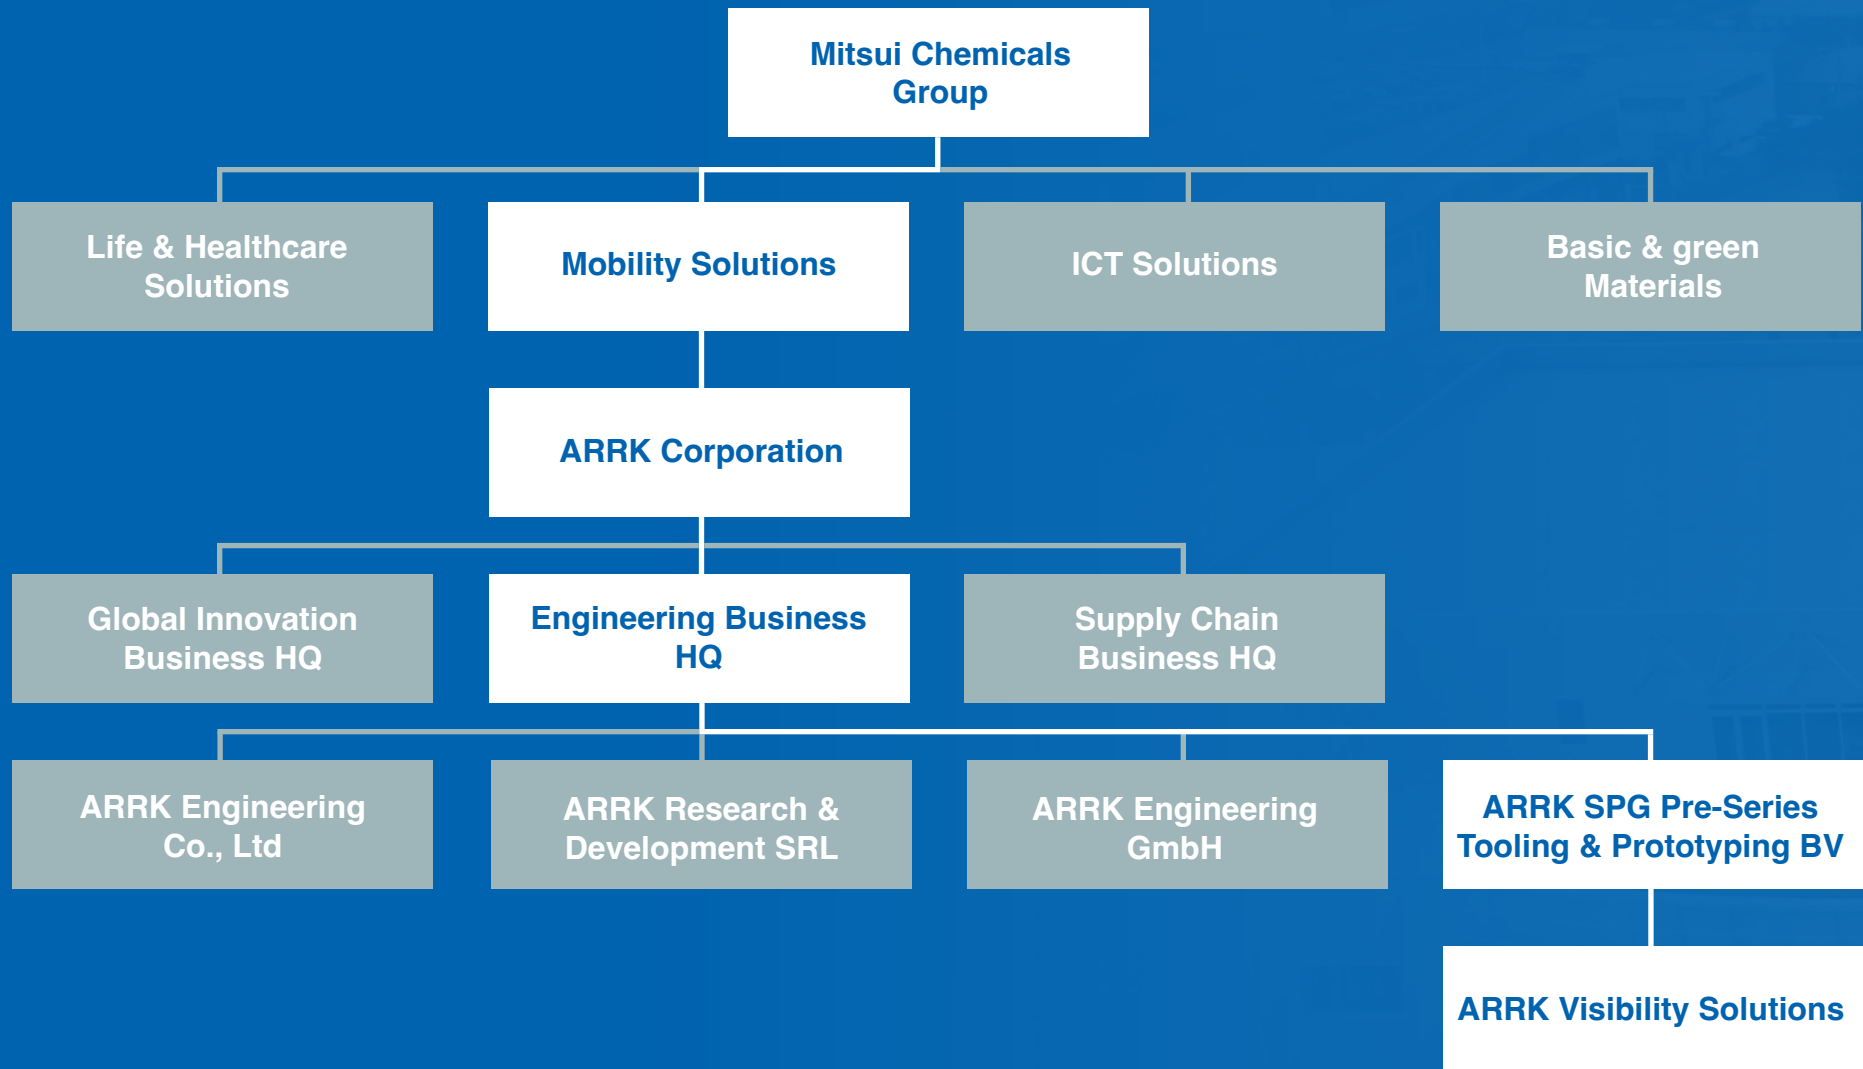 Mitsui Chemicals
Group
Life & Healthcare
Solutions
Mobility Solutions
ICT Solutions
Basic & green
Materials
ARRK Corporation
Global Innovation
Business HQ
Engineering Business
HQ
Supply Chain
Business HQ
ARRK Engineering
Co., Ltd
ARRK Research &
Development SRL
ARRK Engineering
GmbH
ARRK SPG Pre-Series
Tooling & Prototyping BV
ARRK Visibility Solutions